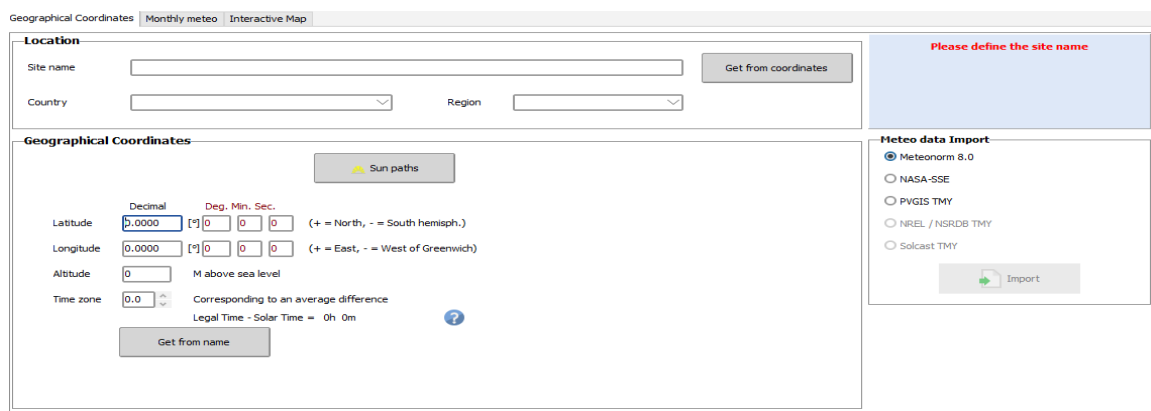 Geographical Coordinates Monthly meteo Interactive Map
Location
Site name Get from coordinates
Country Region
Please define the site name
Geographical Coordinates
Sun paths
Decimal Deg. Min. Sec.
Latitude 0.0000 [°] 0 0 0 (+ = North, - = South hemisph.)
Longitude 0.0000 [°] 0 0 0 (+ = East, - = West of Greenwich)
Altitude 0 M above sea level
Time zone 0.0 Corresponding to an average difference
Legal Time - Solar Time = 0h 0m ?
Get from name
Meteo data Import
Meteonorm 8.0
NASA-SSE
PVGIS TMY
NREL / NSRDB TMY
Solcast TMY
Import